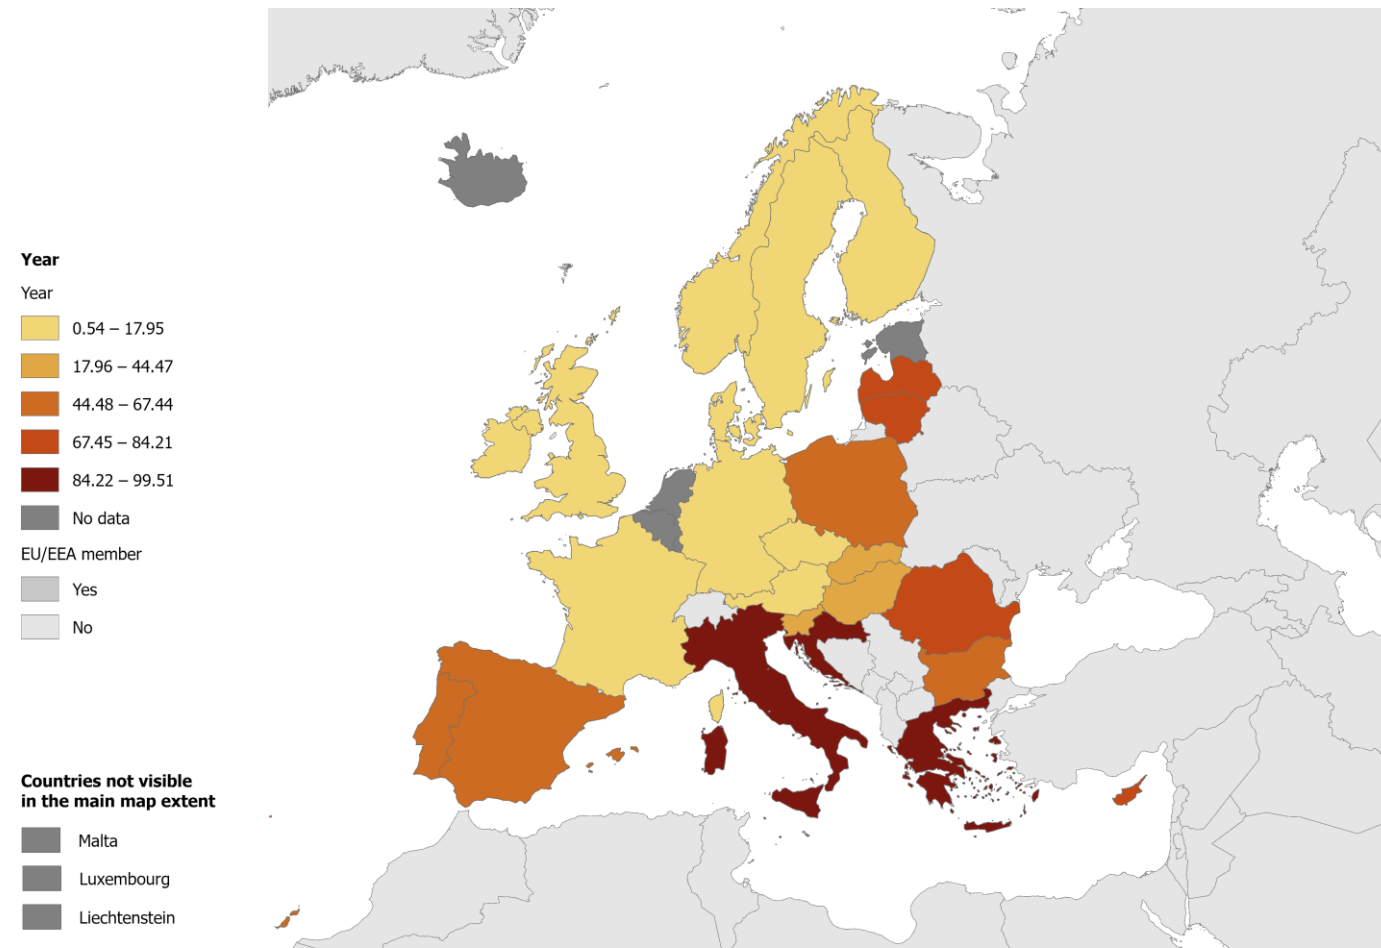 Year
Year
0.54 – 17.95
17.96 – 44.47
44.48 – 67.44
67.45 – 84.21
84.22 – 99.51
No data
EU/EEA member
Yes
No
Countries not visible
in the main map extent
Malta
Luxembourg
Liechtenstein